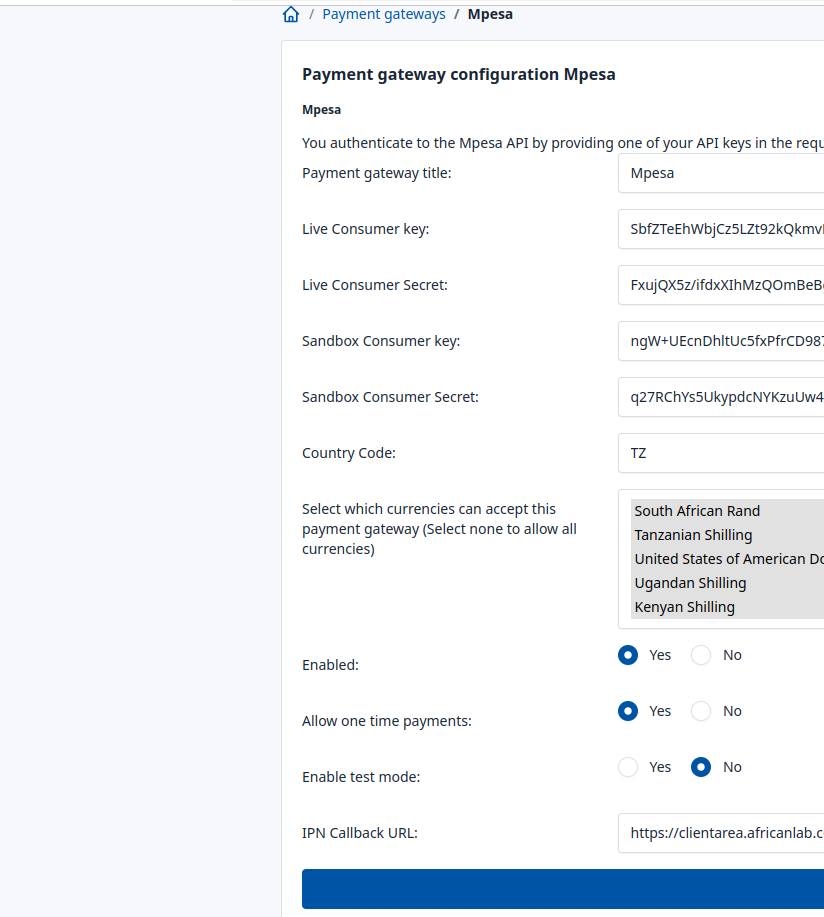 / Payment gateways / Mpesa
Payment gateway configuration Mpesa
Mpesa
You authenticate to the Mpesa API by providing one of your API keys in the requ
Payment gateway title:
Mpesa
Live Consumer key:
SbfZTeEhWbjCz5LZt92kQkmv
Live Consumer Secret:
FxujQX5z/ifdxXIhMzQOmBeB
Sandbox Consumer key:
ngW+UEcnDhltUc5fxPfrCD987
Sandbox Consumer Secret:
q27RChYs5UkypdcNYKzuUw4
Country Code:
TZ
Select which currencies can accept this
payment gateway (Select none to allow all
currencies)
South African Rand
Tanzanian Shilling
United States of American Do
Ugandan Shilling
Kenyan Shilling
Enabled:
Yes No
Allow one time payments:
Yes No
Enable test mode:
Yes No
IPN Callback URL:
https://clientarea.africanlab.c